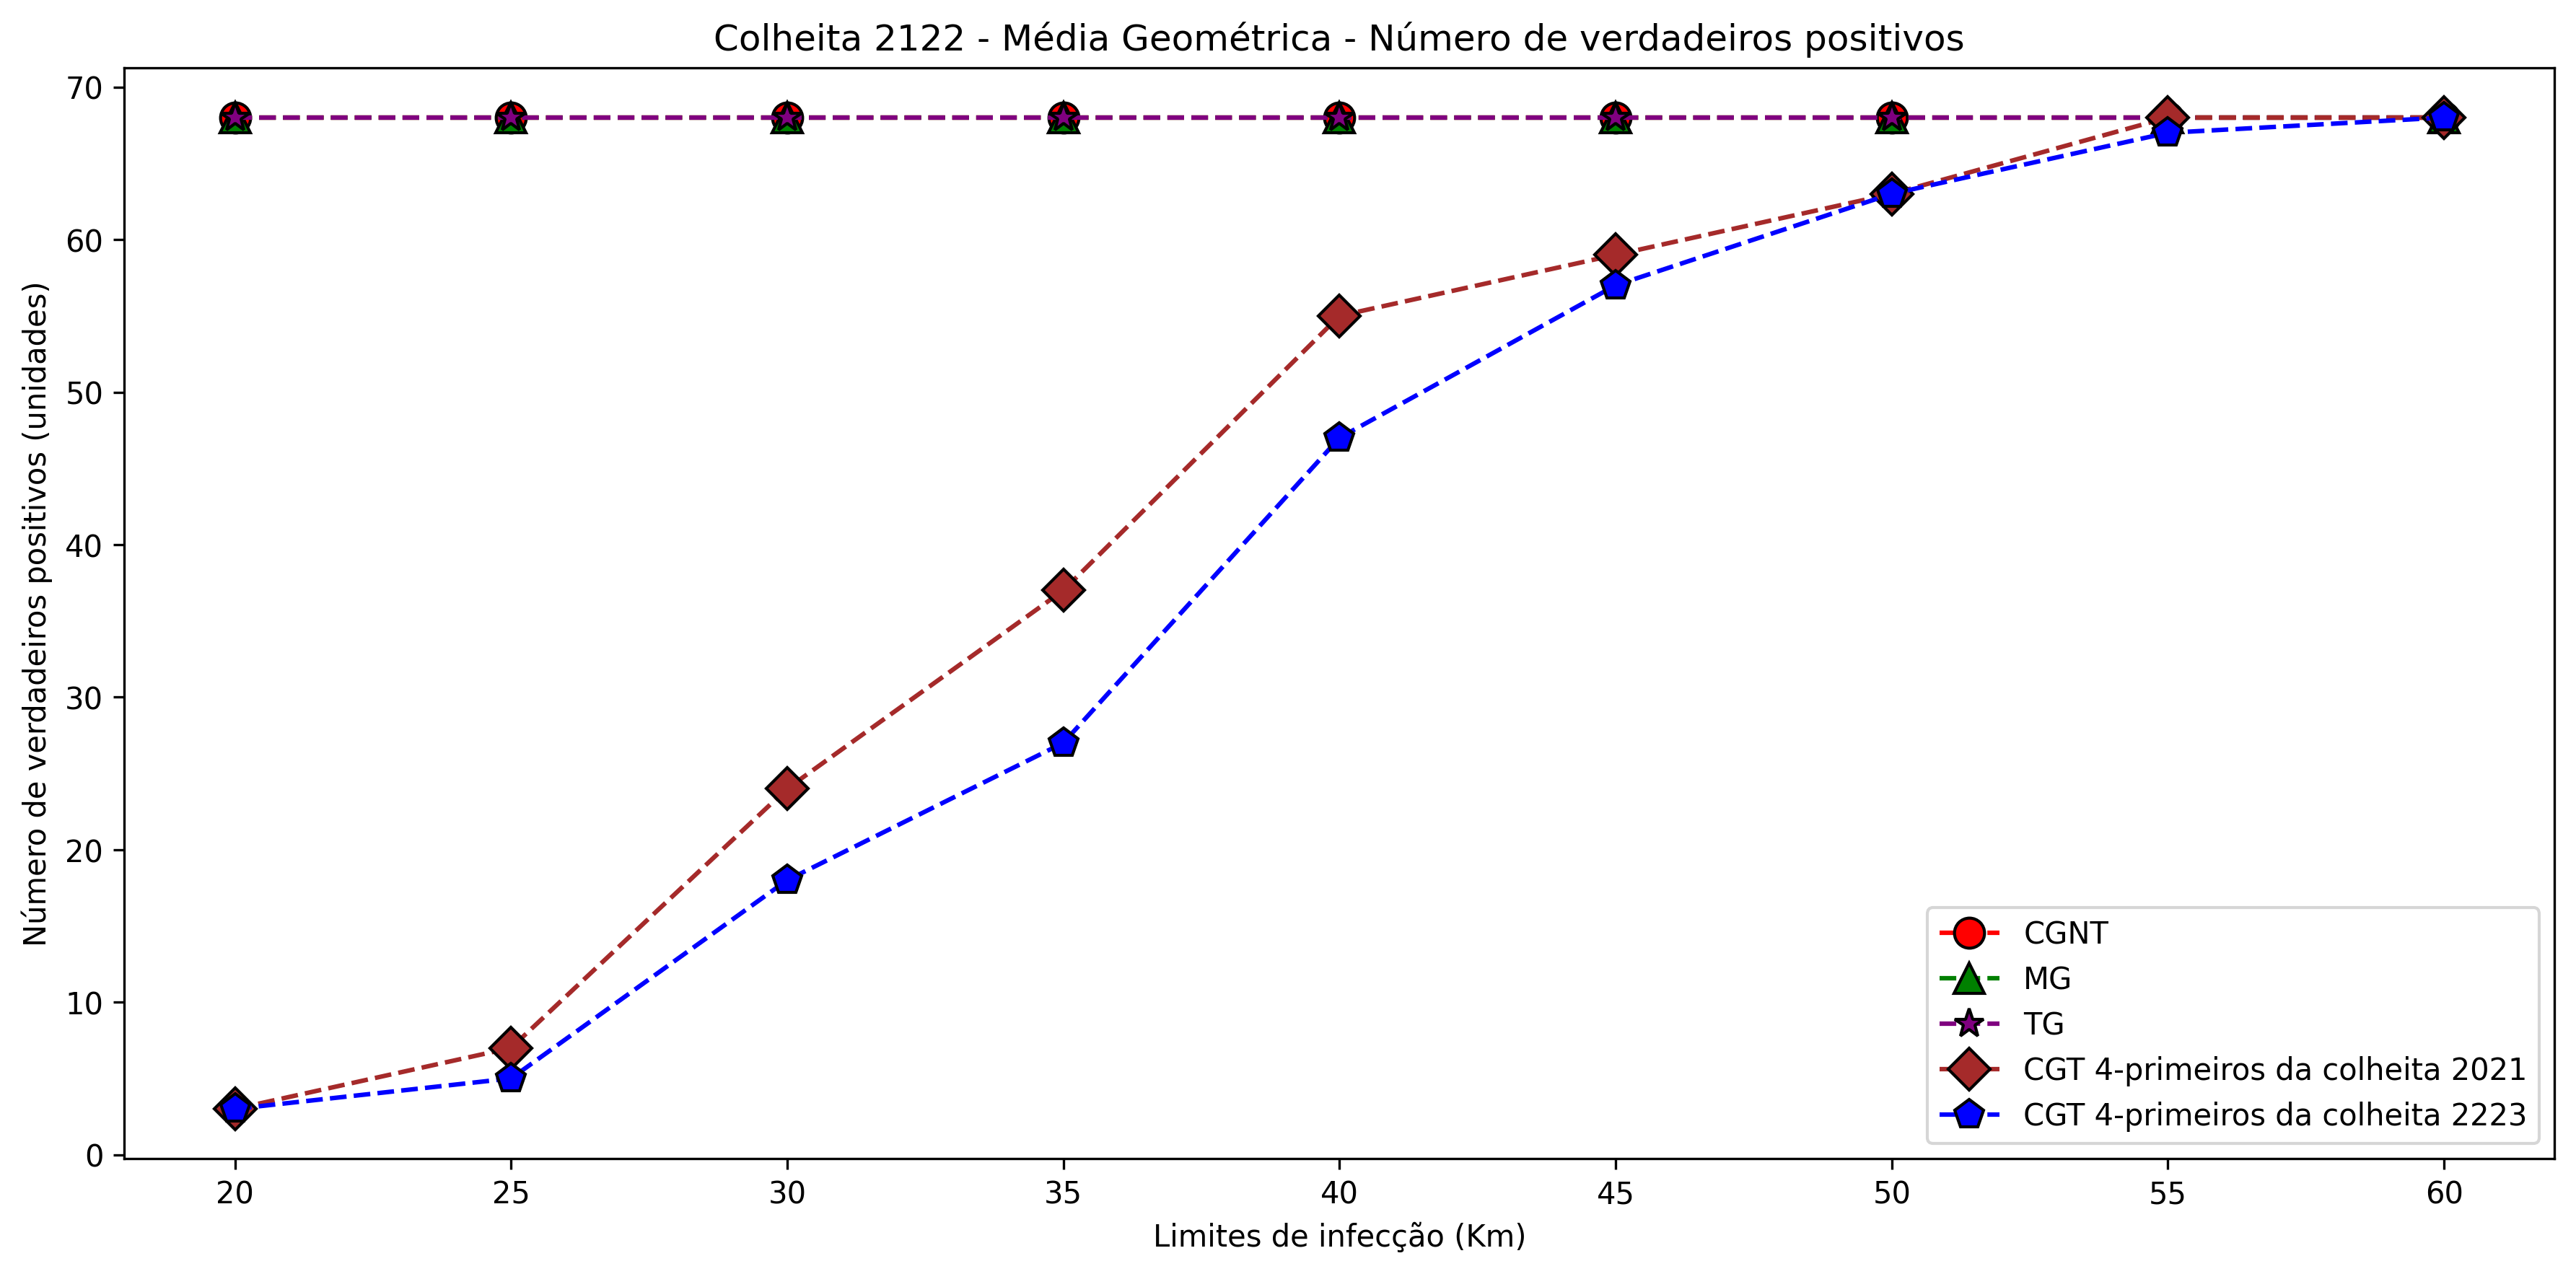 Colheita 2122 - Média Geométrica - Número de verdadeiros positivos
Número de verdadeiros positivos (unidades)
70
60
50
40
30
20
10
0
20 25 30 35 40 45 50 55 60
Limites de infecção (Km)
CGNT
MG
TG
CGT 4-primeiros da colheita 2021
CGT 4-primeiros da colheita 2223